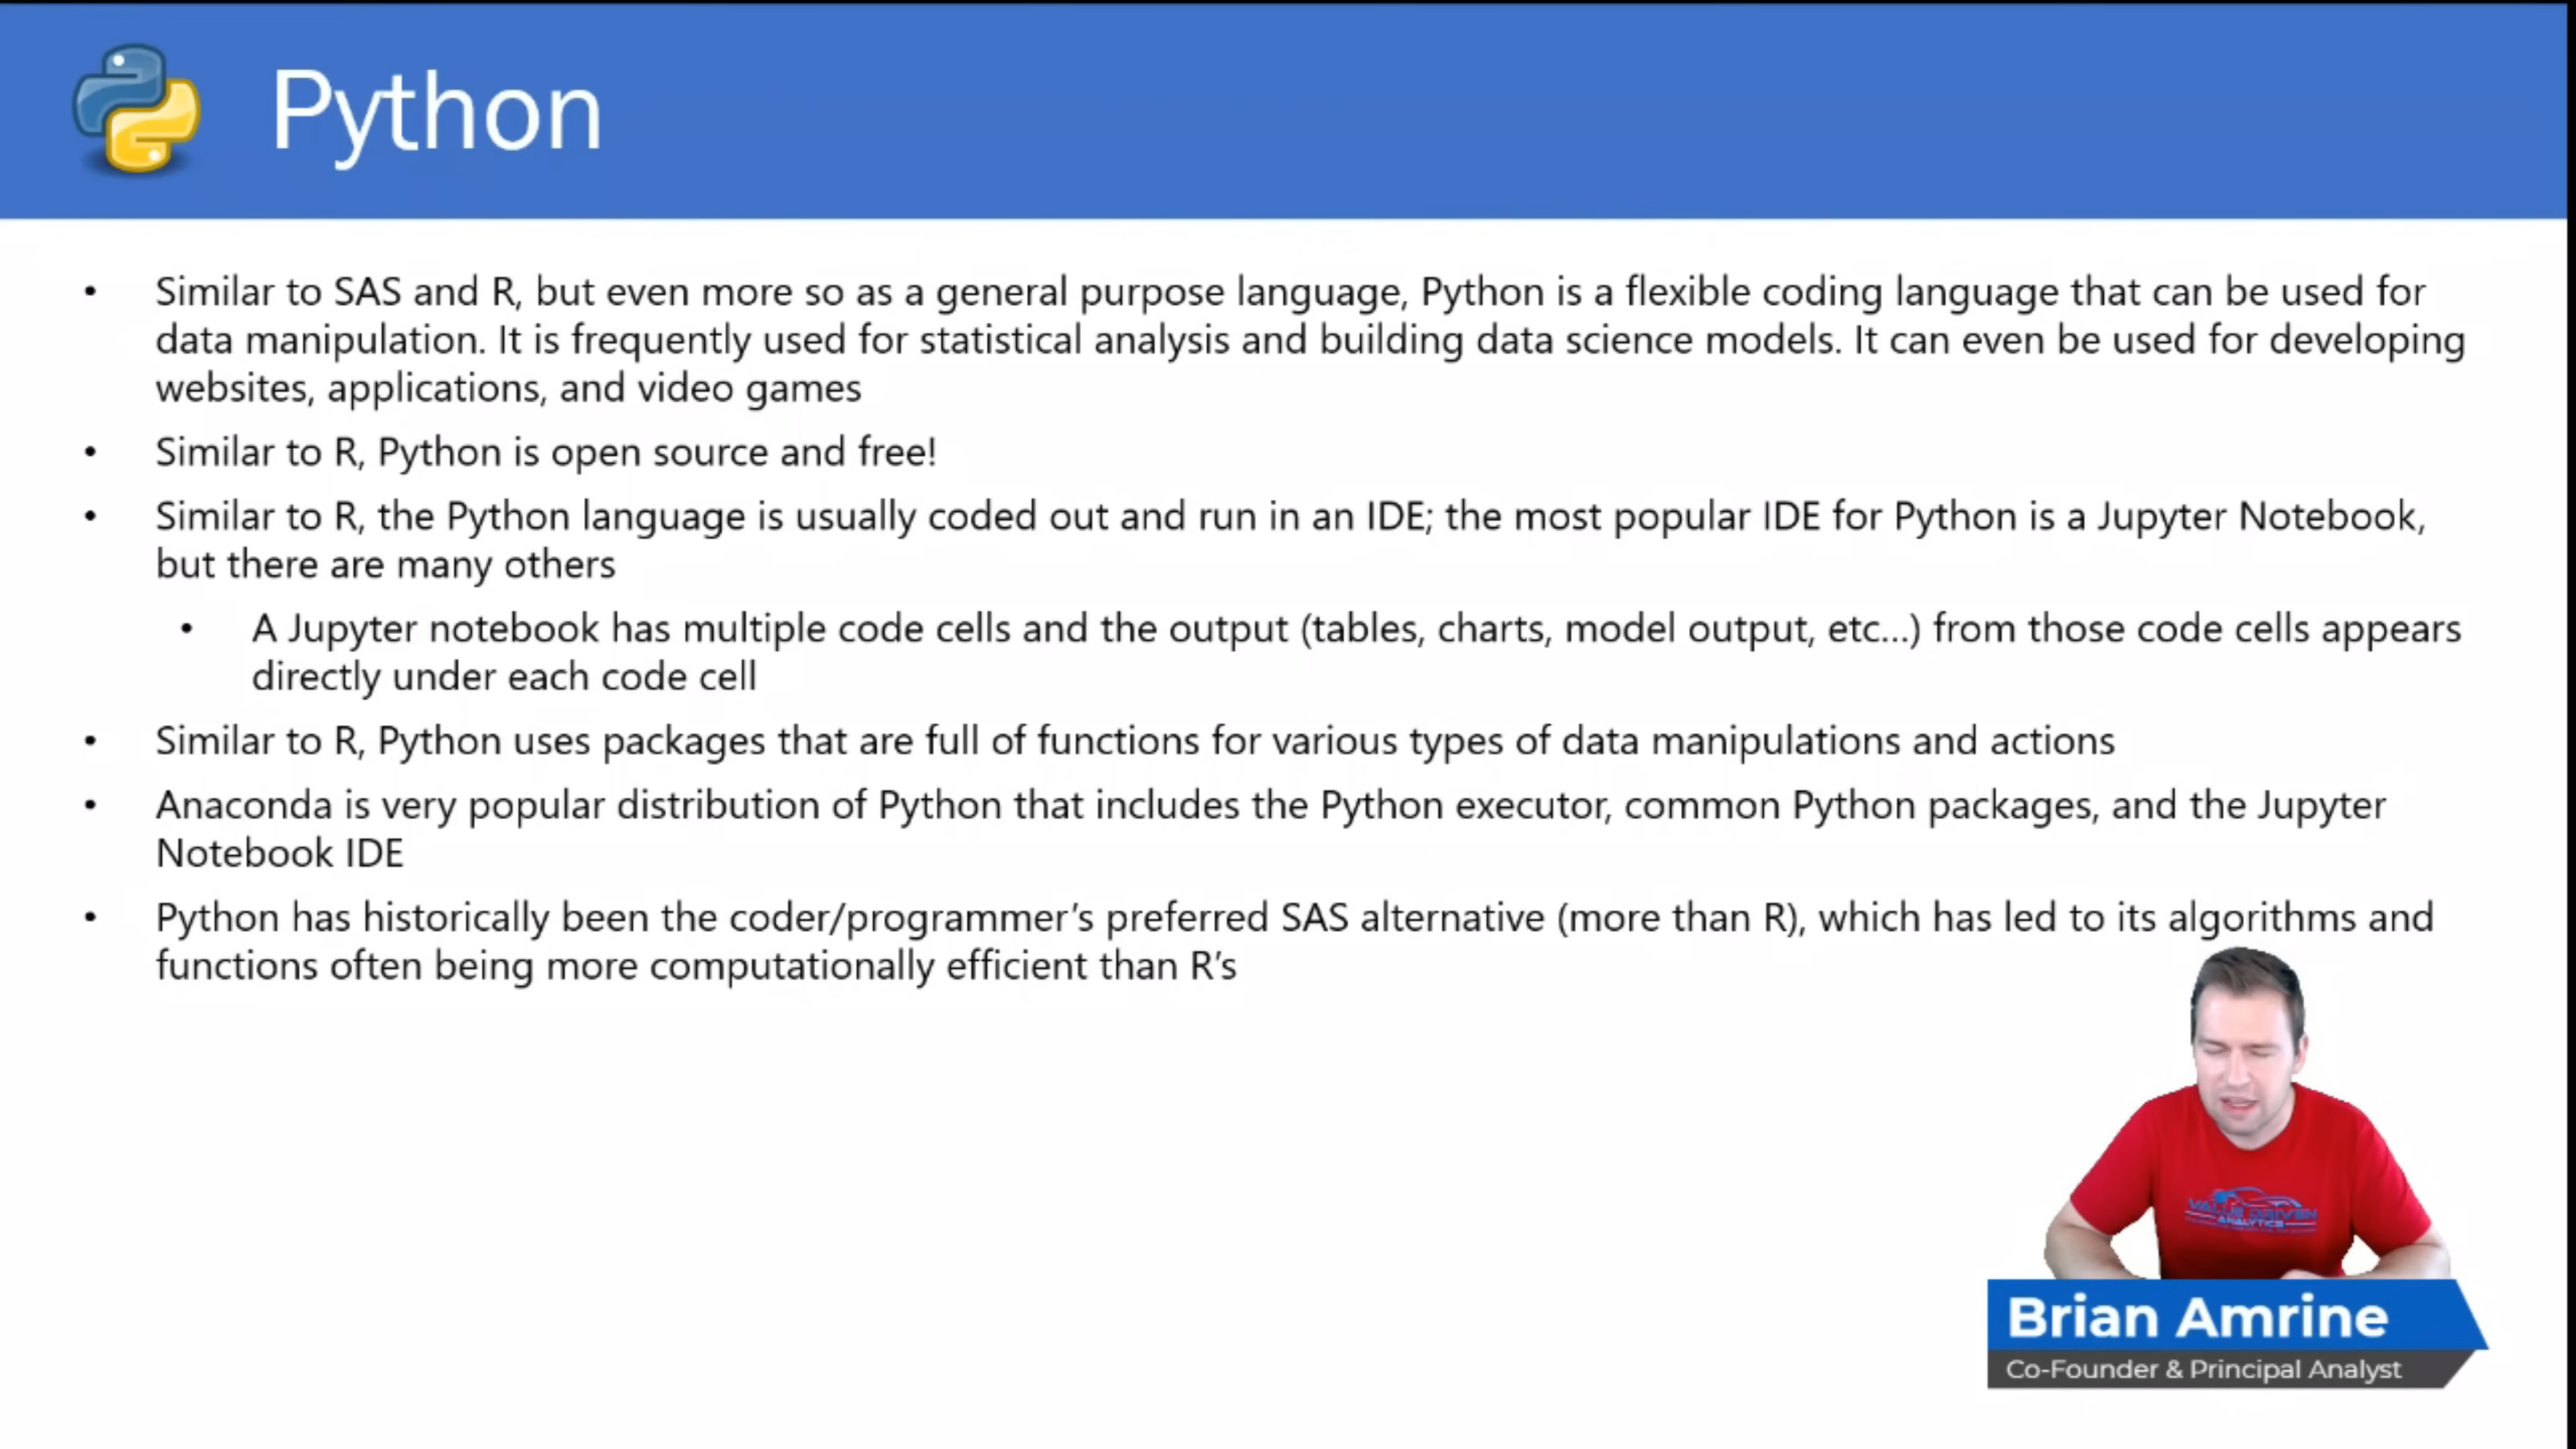 Python
• Similar to SAS and R, but even more so as a general purpose language, Python is a flexible coding language that can be used for
data manipulation. It is frequently used for statistical analysis and building data science models. It can even be used for developing
websites, applications, and video games
• Similar to R, Python is open source and free!
• Similar to R, the Python language is usually coded out and run in an IDE; the most popular IDE for Python is a Jupyter Notebook,
but there are many others
• A Jupyter notebook has multiple code cells and the output (tables, charts, model output, etc...) from those code cells appears
directly under each code cell
• Similar to R, Python uses packages that are full of functions for various types of data manipulations and actions
• Anaconda is very popular distribution of Python that includes the Python executor, common Python packages, and the Jupyter
Notebook IDE
• Python has historically been the coder/programmer’s preferred SAS alternative (more than R), which has led to its algorithms and
functions often being more computationally efficient than R’s
VALUE DRIVEN
ANALYTICS
Brian Amrine
Co-Founder & Principal Analyst